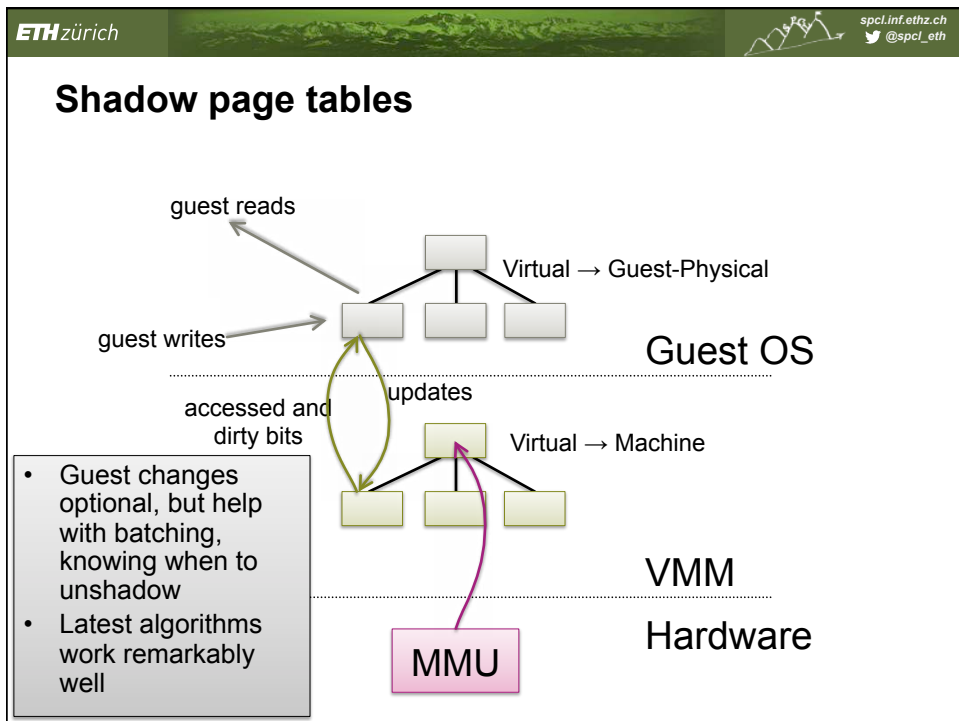 ETH zürich
spcl.inf.ethz.ch
@spcl_eth
Shadow page tables
guest reads
Virtual → Guest-Physical
guest writes
Guest OS
updates
accessed and
dirty bits
Virtual → Machine
• Guest changes
optional, but help
with batching,
knowing when to
unshadow
• Latest algorithms
work remarkably
well
VMM
Hardware
MMU